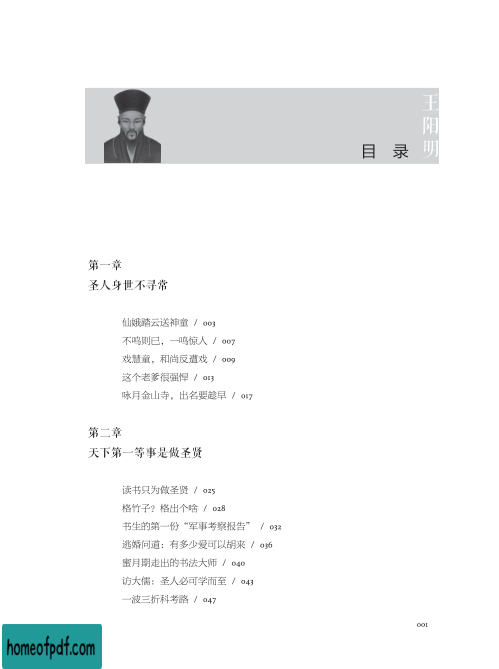 王阳明
目 录
第一章
圣人身世不寻常
仙娥踏云送神童 / 003
不鸣则已，一鸣惊人 / 007
戏慧童，和尚反遭戏 / 009
这个老爹很强悍 / 013
咏月金山寺，出名要趁早 / 017
第二章
天下第一等事是做圣贤
读书只为做圣贤 / 025
格竹子？格出个啥 / 028
书生的第一份“军事考察报告” / 032
逃婚问道：有多少爱可以胡来 / 036
蜜月期走出的书法大师 / 040
访大儒：圣人必可学而至 / 043
一波三折科考路 / 047
001
homeofpdf.com